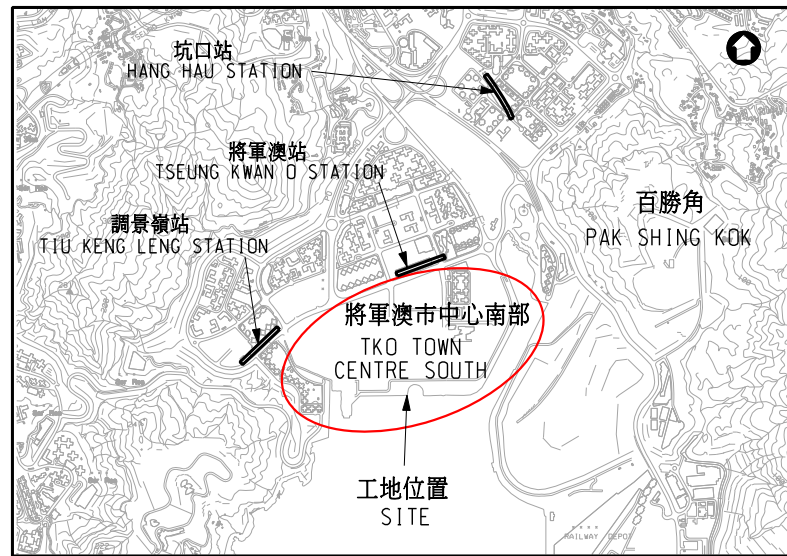 坑口站
HANG HAU STATION
將軍澳站
TSEUNG KWAN O STATION
百勝角
PAK SHING KOK
調景嶺站
TIU KENG LENG STATION
將軍澳市中心南部
TKO TOWN
CENTRE SOUTH
工地位置
SITE
RAILWAY DEPOT